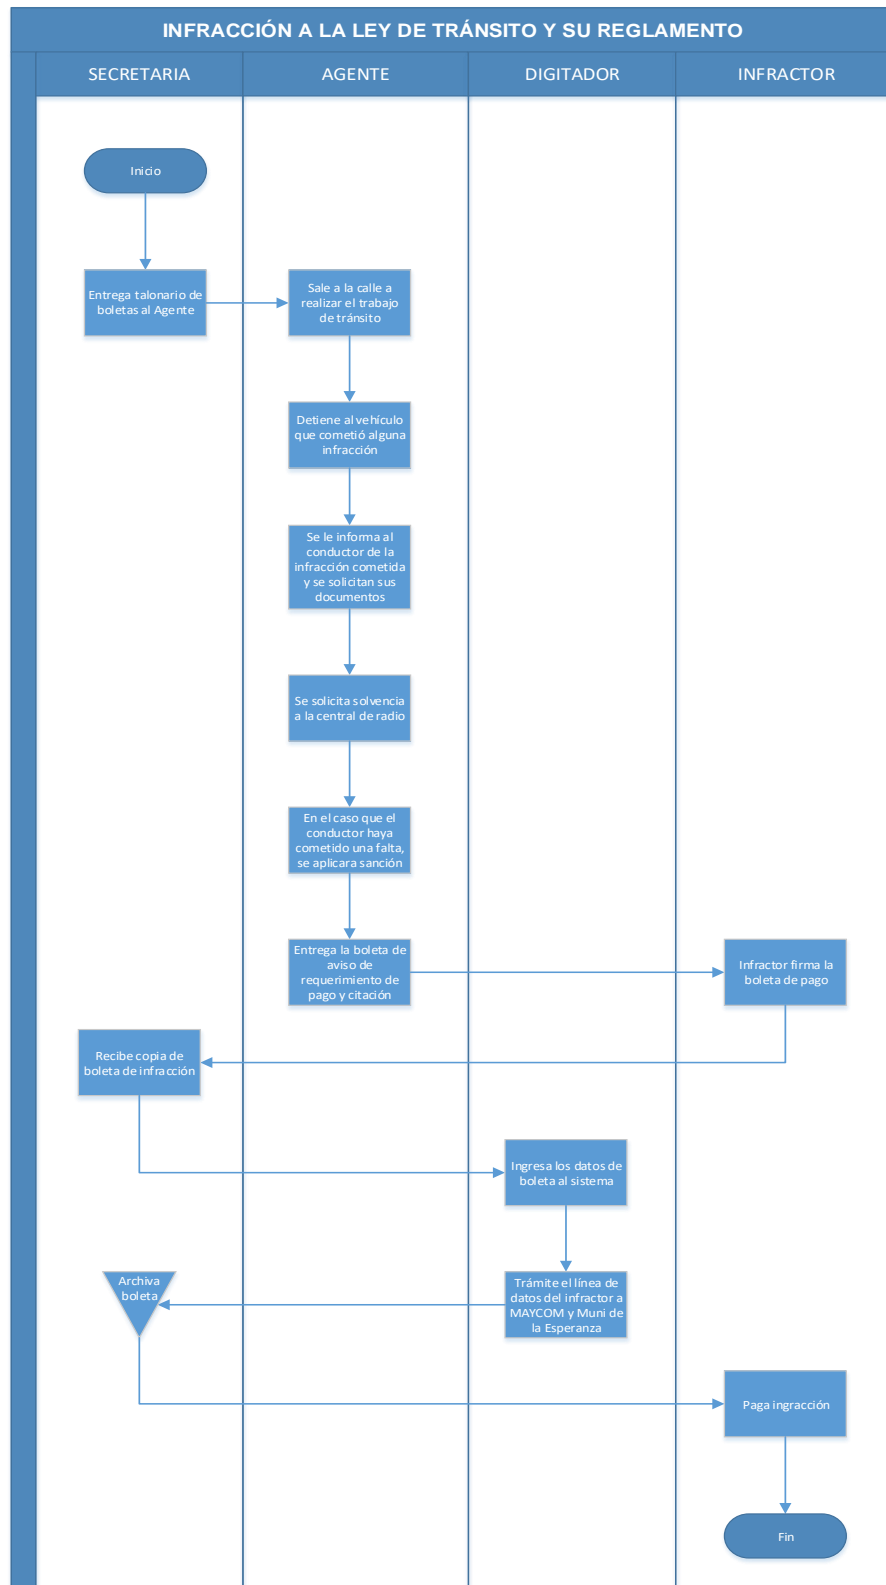 INFRACCIÓN A LA LEY DE TRÁNSITO Y SU REGLAMENTO
SECRETARIA
AGENTE
DIGITADOR
INFRACTOR
Inicio
Entrega talonario de
boletas al Agente
Sale a la calle a
realizar el trabajo
de tránsito
Detiene al vehículo
que cometió alguna
infracción
Se le informa al
conductor de la
infracción cometida
y se solicitan sus
documentos
Se solicita solvencia
a la central de radio
En el caso que el
conductor haya
cometido una falta,
se aplicara sanción
Entrega la boleta de
aviso de
requerimiento de
pago y citación
Infractor firma la
boleta de pago
Recibe copia de
boleta de infracción
Ingresa los datos de
boleta al sistema
Trámite el línea de
datos del infractor a
MAYCOM y Muni de
la Esperanza
Archiva
boleta
Paga ingracción
Fin